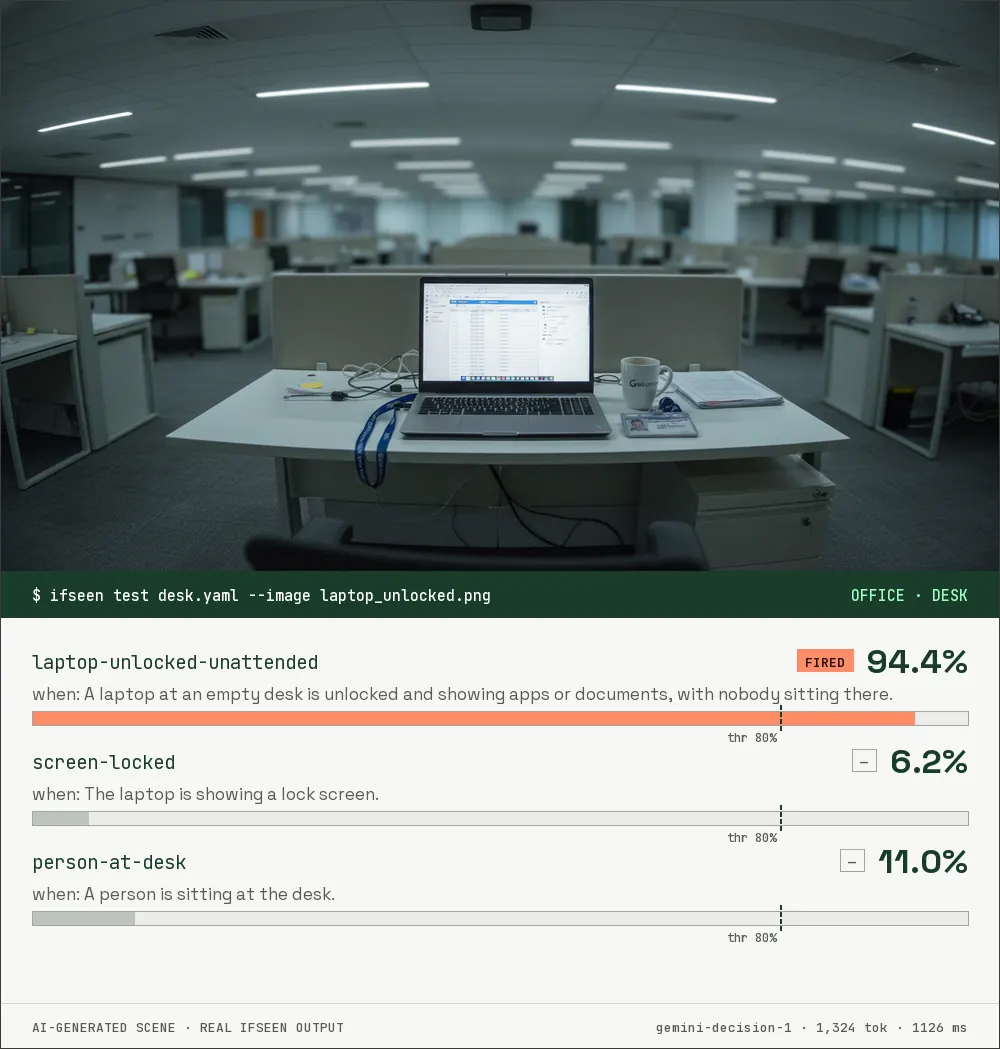 $ ifseen test desk.yaml --image laptop_unlocked.png
OFFICE · DESK
laptop-unlocked-unattended
FIRED 94.4%
when: A laptop at an empty desk is unlocked and showing apps or documents, with nobody sitting there.
thr 80%
screen-locked
– 6.2%
when: The laptop is showing a lock screen.
thr 80%
person-at-desk
– 11.0%
when: A person is sitting at the desk.
thr 80%
AI-GENERATED SCENE · REAL IFSEEN OUTPUT
gemini-decision-1 · 1,324 tok · 1126 ms